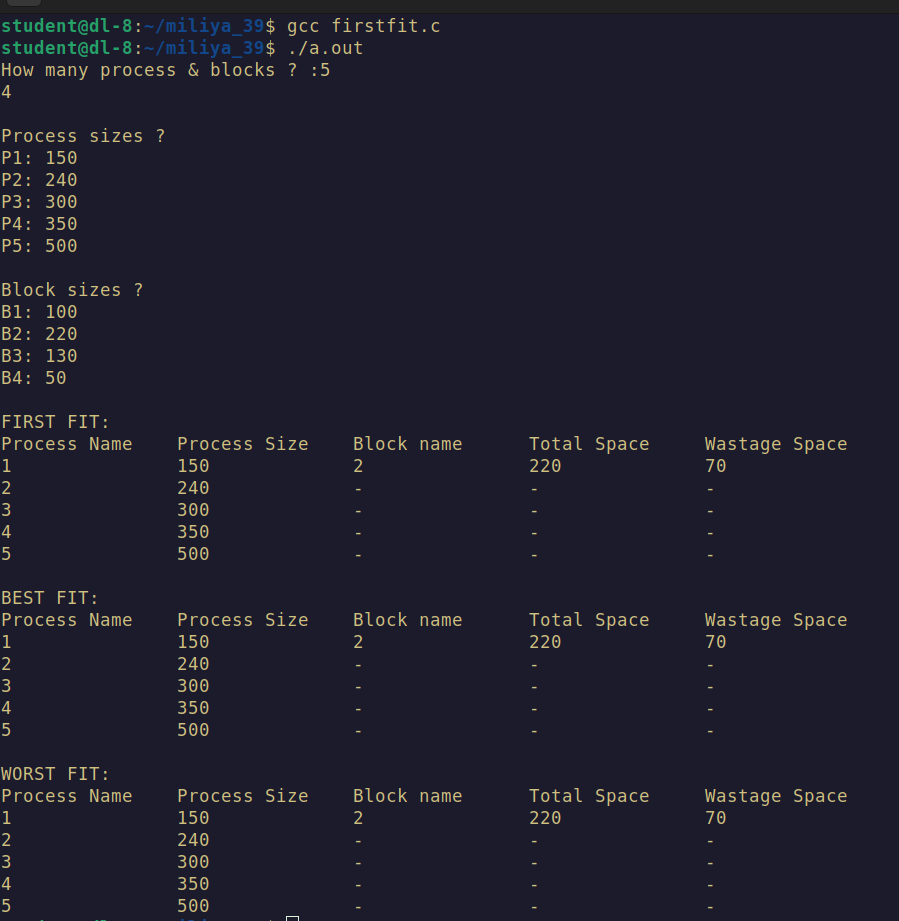 student@dl-8:~/miliya_39$ gcc firstfit.c
student@dl-8:~/miliya_39$ ./a.out
How many process & blocks ? :5
4
Process sizes ?
P1: 150
P2: 240
P3: 300
P4: 350
P5: 500
Block sizes ?
B1: 100
B2: 220
B3: 130
B4: 50
FIRST FIT:
Process Name Process Size Block name Total Space Wastage Space
1 150 2 220 70
2 240 - - -
3 300 - - -
4 350 - - -
5 500 - - -
BEST FIT:
Process Name Process Size Block name Total Space Wastage Space
1 150 2 220 70
2 240 - - -
3 300 - - -
4 350 - - -
5 500 - - -
WORST FIT:
Process Name Process Size Block name Total Space Wastage Space
1 150 2 220 70
2 240 - - -
3 300 - - -
4 350 - - -
5 500 - - -